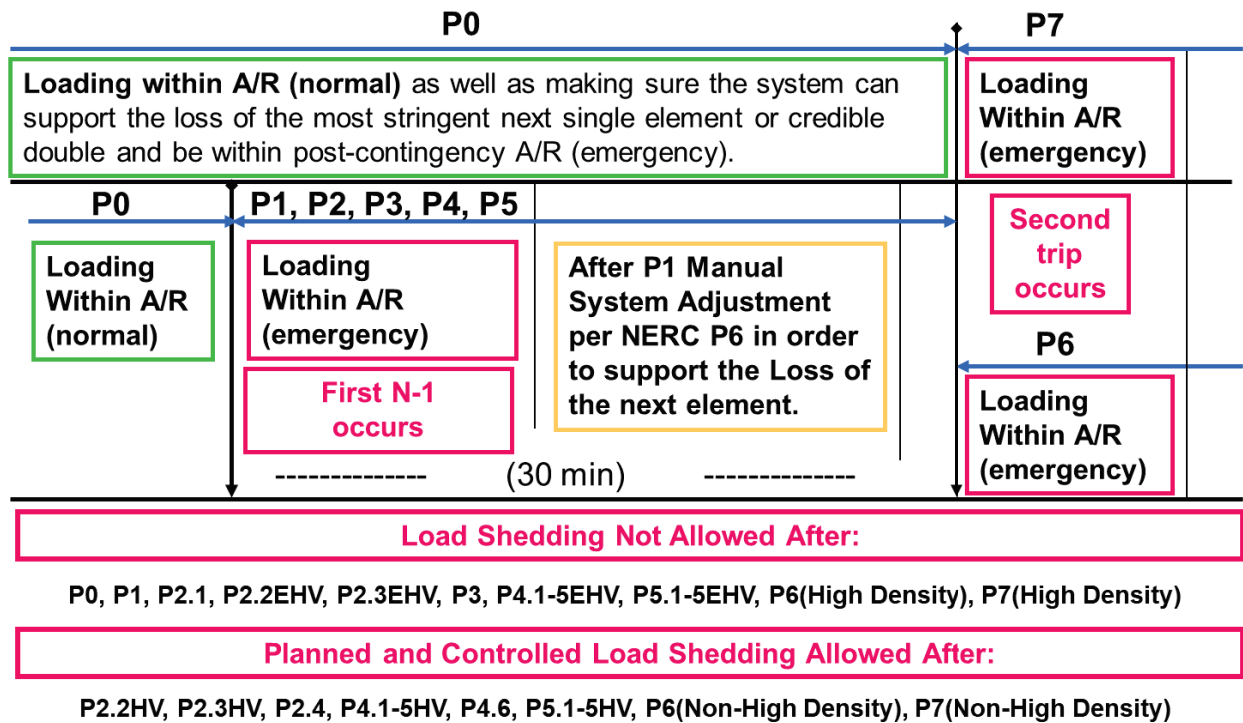 P0
P7
Loading within A/R (normal) as well as making sure the system can
support the loss of the most stringent next single element or credible
double and be within post-contingency A/R (emergency).
Loading
Within A/R
(emergency)
P0
P1, P2, P3, P4, P5
Loading
Within A/R
(normal)
Loading
Within A/R
(emergency)
First N-1
occurs
After P1 Manual
System Adjustment
per NERC P6 in order
to support the Loss of
the next element.
Second
trip
occurs
P6
Loading
Within A/R
(emergency)
-------------- (30 min) --------------
Load Shedding Not Allowed After:
P0, P1, P2.1, P2.2EHV, P2.3EHV, P3, P4.1-5EHV, P5.1-5EHV, P6(High Density), P7(High Density)
Planned and Controlled Load Shedding Allowed After:
P2.2HV, P2.3HV, P2.4, P4.1-5HV, P4.6, P5.1-5HV, P6(Non-High Density), P7(Non-High Density)